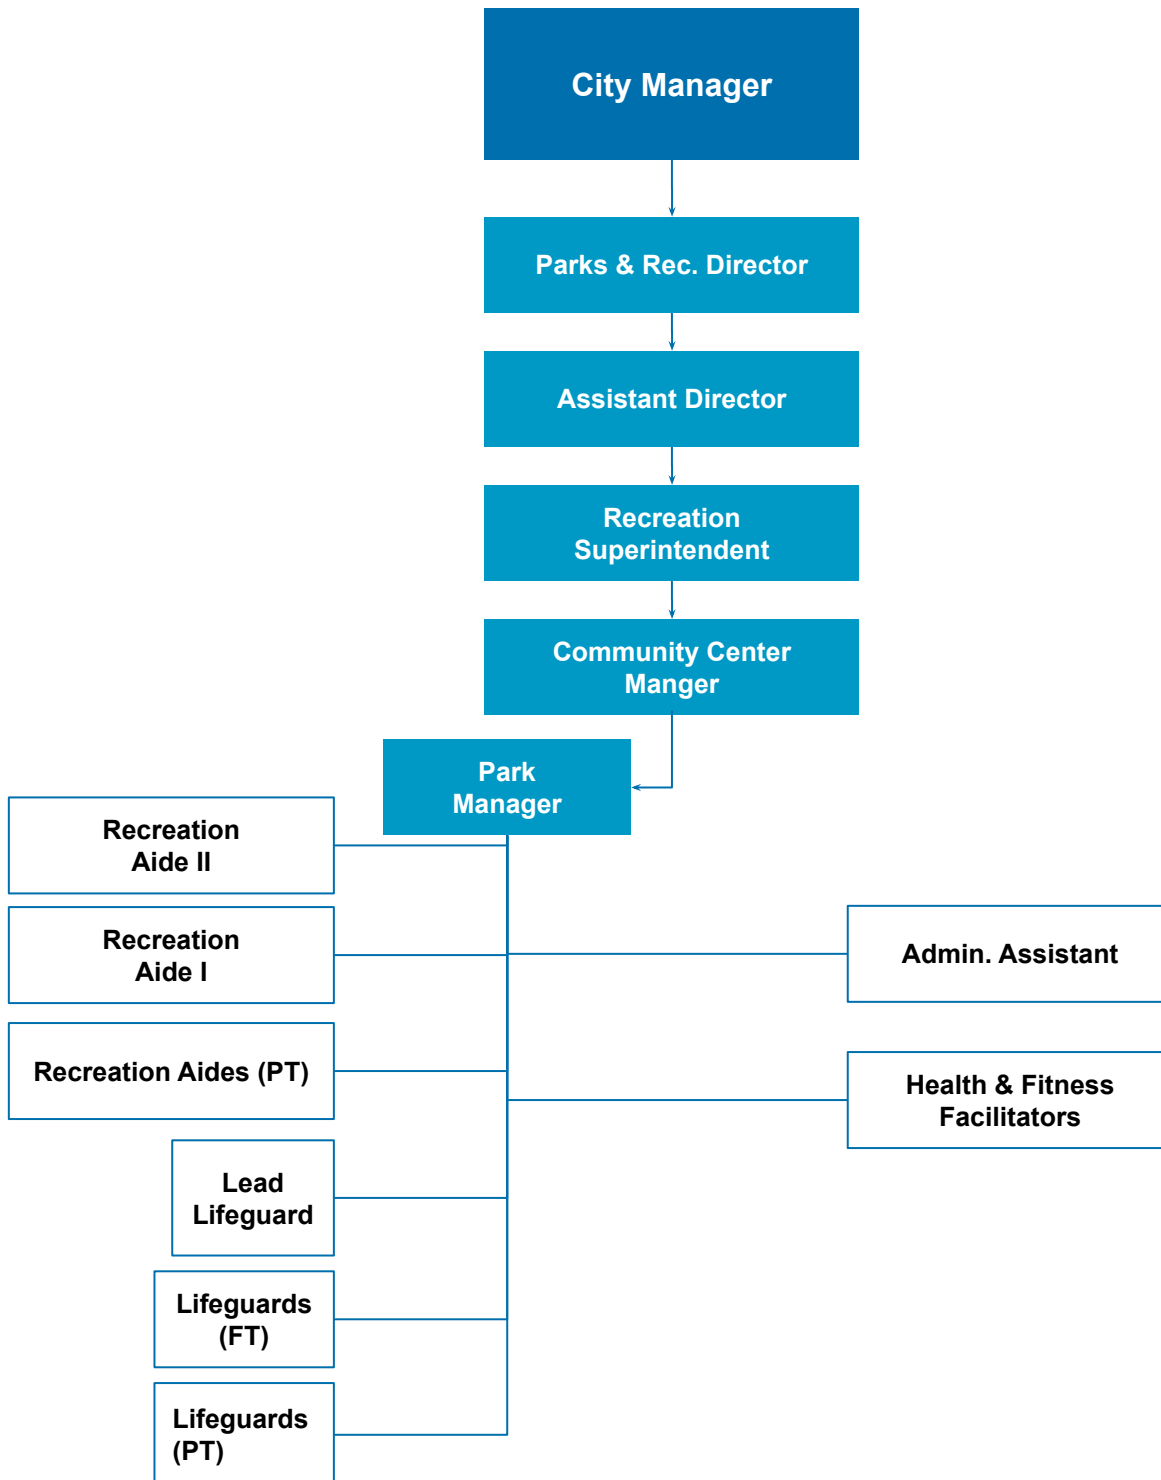 City Manager
Parks & Rec. Director
Assistant Director
Recreation
Superintendent
Community Center
Manger
Park
Manager
Recreation
Aide II
Recreation
Aide I
Admin. Assistant
Recreation Aides (PT)
Health & Fitness
Facilitators
Lead
Lifeguard
Lifeguards
(FT)
Lifeguards
(PT)